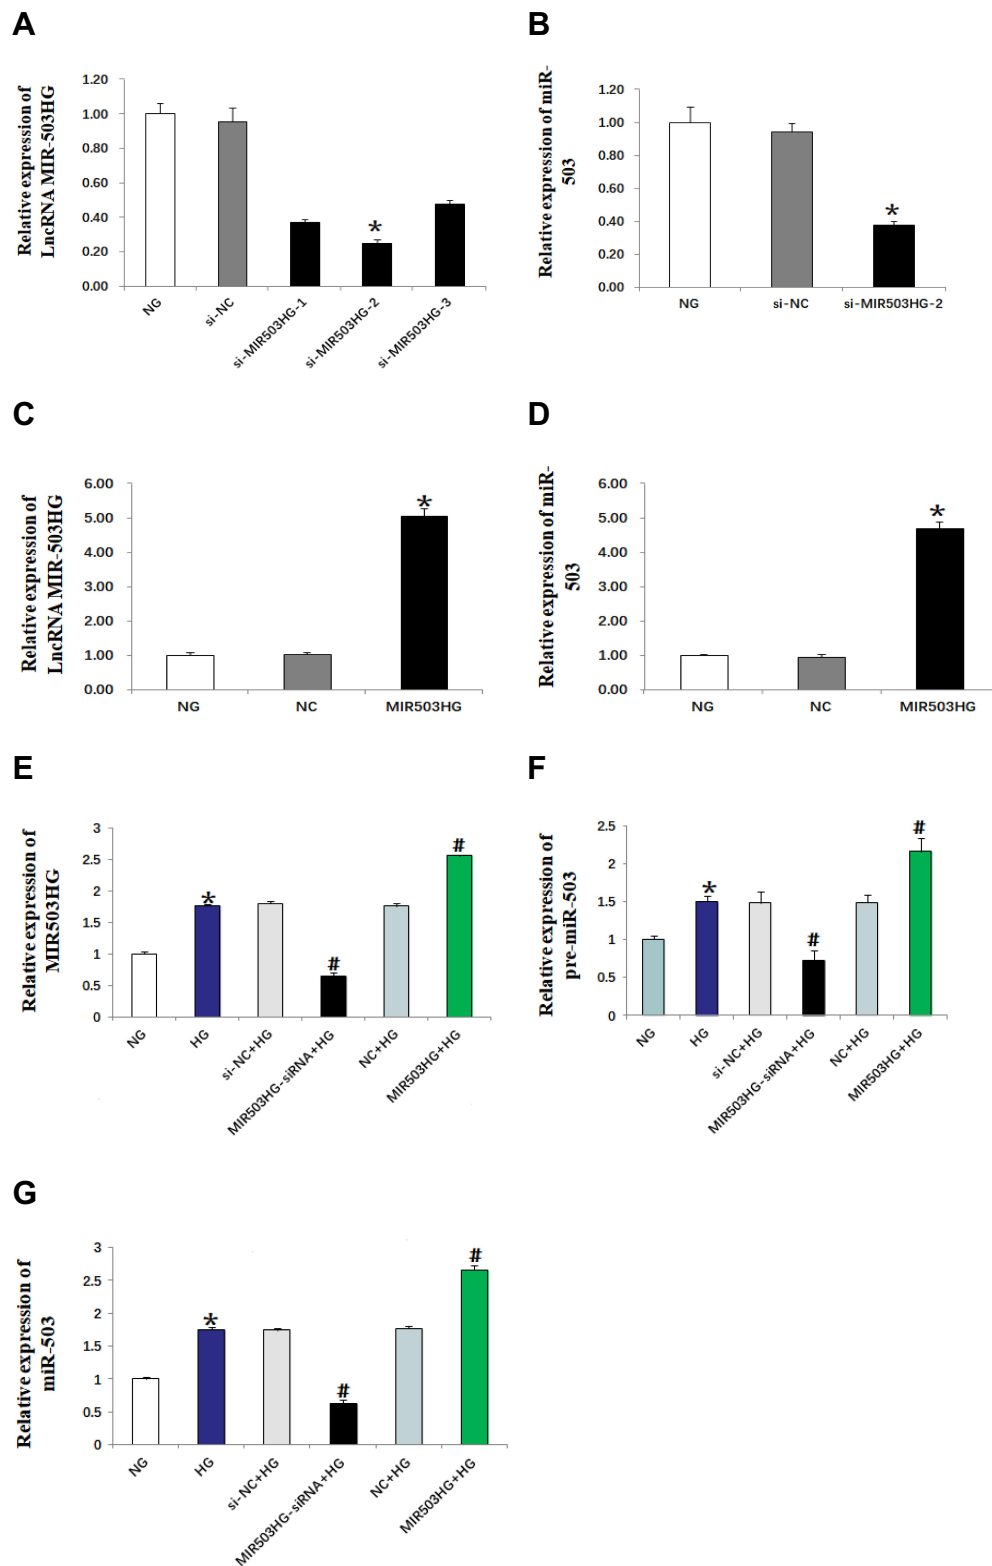 A
Relative expression of
LncRNA MIR-503HG
1.20
1.00
0.80
0.60
0.40
0.20
0.00
*
NG
si-NC
si-MIR503HG-1
si-MIR503HG-2
si-MIR503HG-3
B
Relative expression of miR-
503
1.20
1.00
0.80
0.60
0.40
0.20
0.00
*
NG
si-NC
si-MIR503HG-2
C
Relative expression of
LncRNA MIR-503HG
6.00
5.00
4.00
3.00
2.00
1.00
0.00
*
NG
NC
MIR503HG
D
Relative expression of miR-
503
6.00
5.00
4.00
3.00
2.00
1.00
0.00
*
NG
NC
MIR503HG
E
Relative expression of
MIR503HG
3
2.5
2
1.5
1
0.5
0
*
#
#
NG
HG
si-NC+HG
MIR503HG-siRNA+HG
NC+HG
MIR503HG+HG
F
Relative expression of
pre-miR-503
2.5
2
1.5
1
0.5
0
*
#
#
NG
HG
si-NC+HG
MIR503HG-siRNA+HG
NC+HG
MIR503HG+HG
G
Relative expression of
miR-503
3
2.5
2
1.5
1
0.5
0
*
#
#
NG
HG
si-NC+HG
MIR503HG-siRNA+HG
NC+HG
MIR503HG+HG